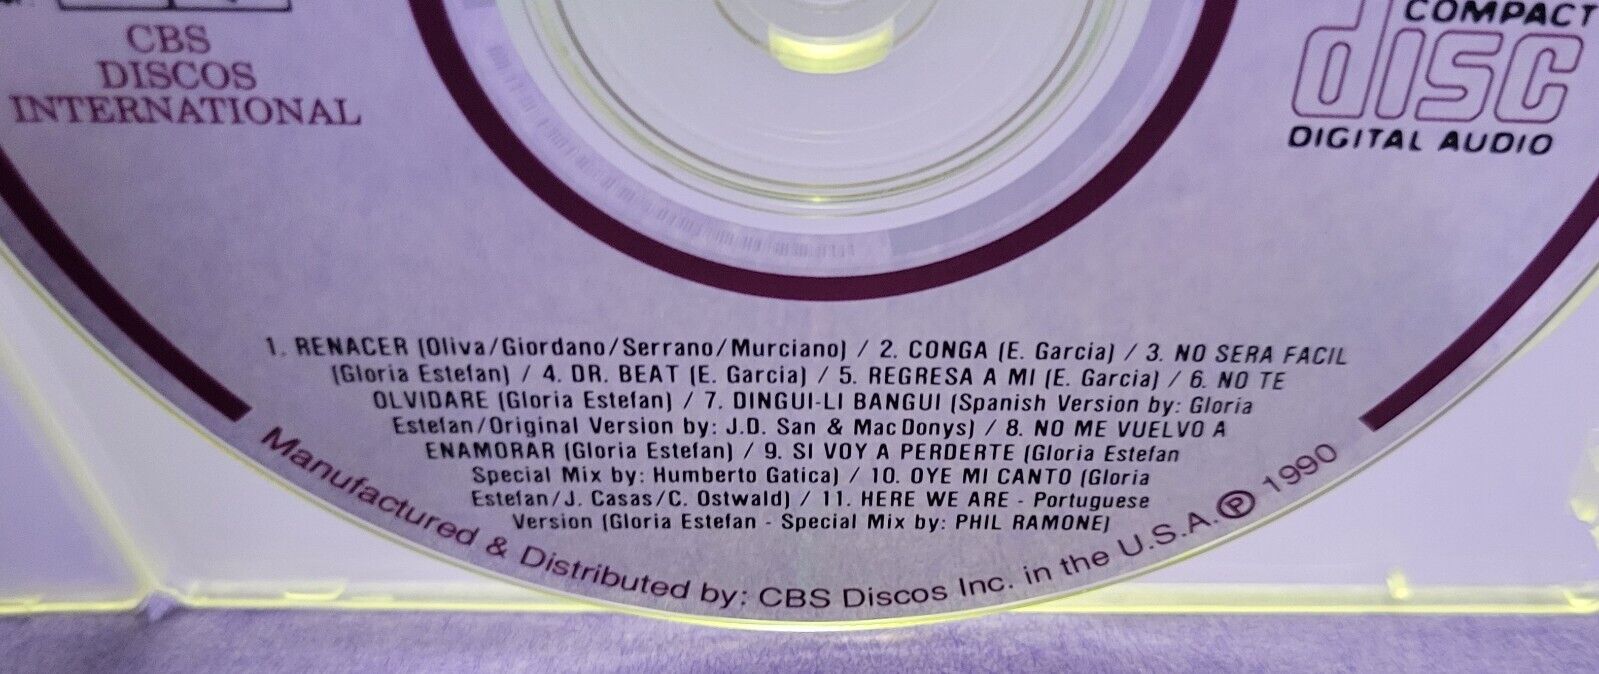 CBS
DISCOS
INTERNATIONAL
COMPACT
disc
DIGITAL AUDIO
1. RENACER (Oliva/Giordano/Serrano/Murciano) / 2. CONGA (E. Garcia) / 3. NO SERA FACIL
(Gloria Estefan) / 4. DR. BEAT (E. Garcia) / 5. REGRESA A MI (E. Garcia) / 6. NO TE
OLVIDARE (Gloria Estefan) / 7. DINGUI-LI BANGUI (Spanish Version by: Gloria
Estefan/Original Version by: J.D. San & Mac Donys) / 8. NO ME VUELVO A
ENAMORAR (Gloria Estefan) / 9. SI VOY A PERDERTE (Gloria Estefan
Special Mix by: Humberto Gatica) / 10. OYE MI CANTO (Gloria
Estefan/J. Casas/C. Ostwald) / 11. HERE WE ARE - Portuguese
Version (Gloria Estefan - Special Mix by: PHIL RAMONE)
Manufactured & Distributed by: CBS Discos Inc. in the U.S.A. ℗ 1990